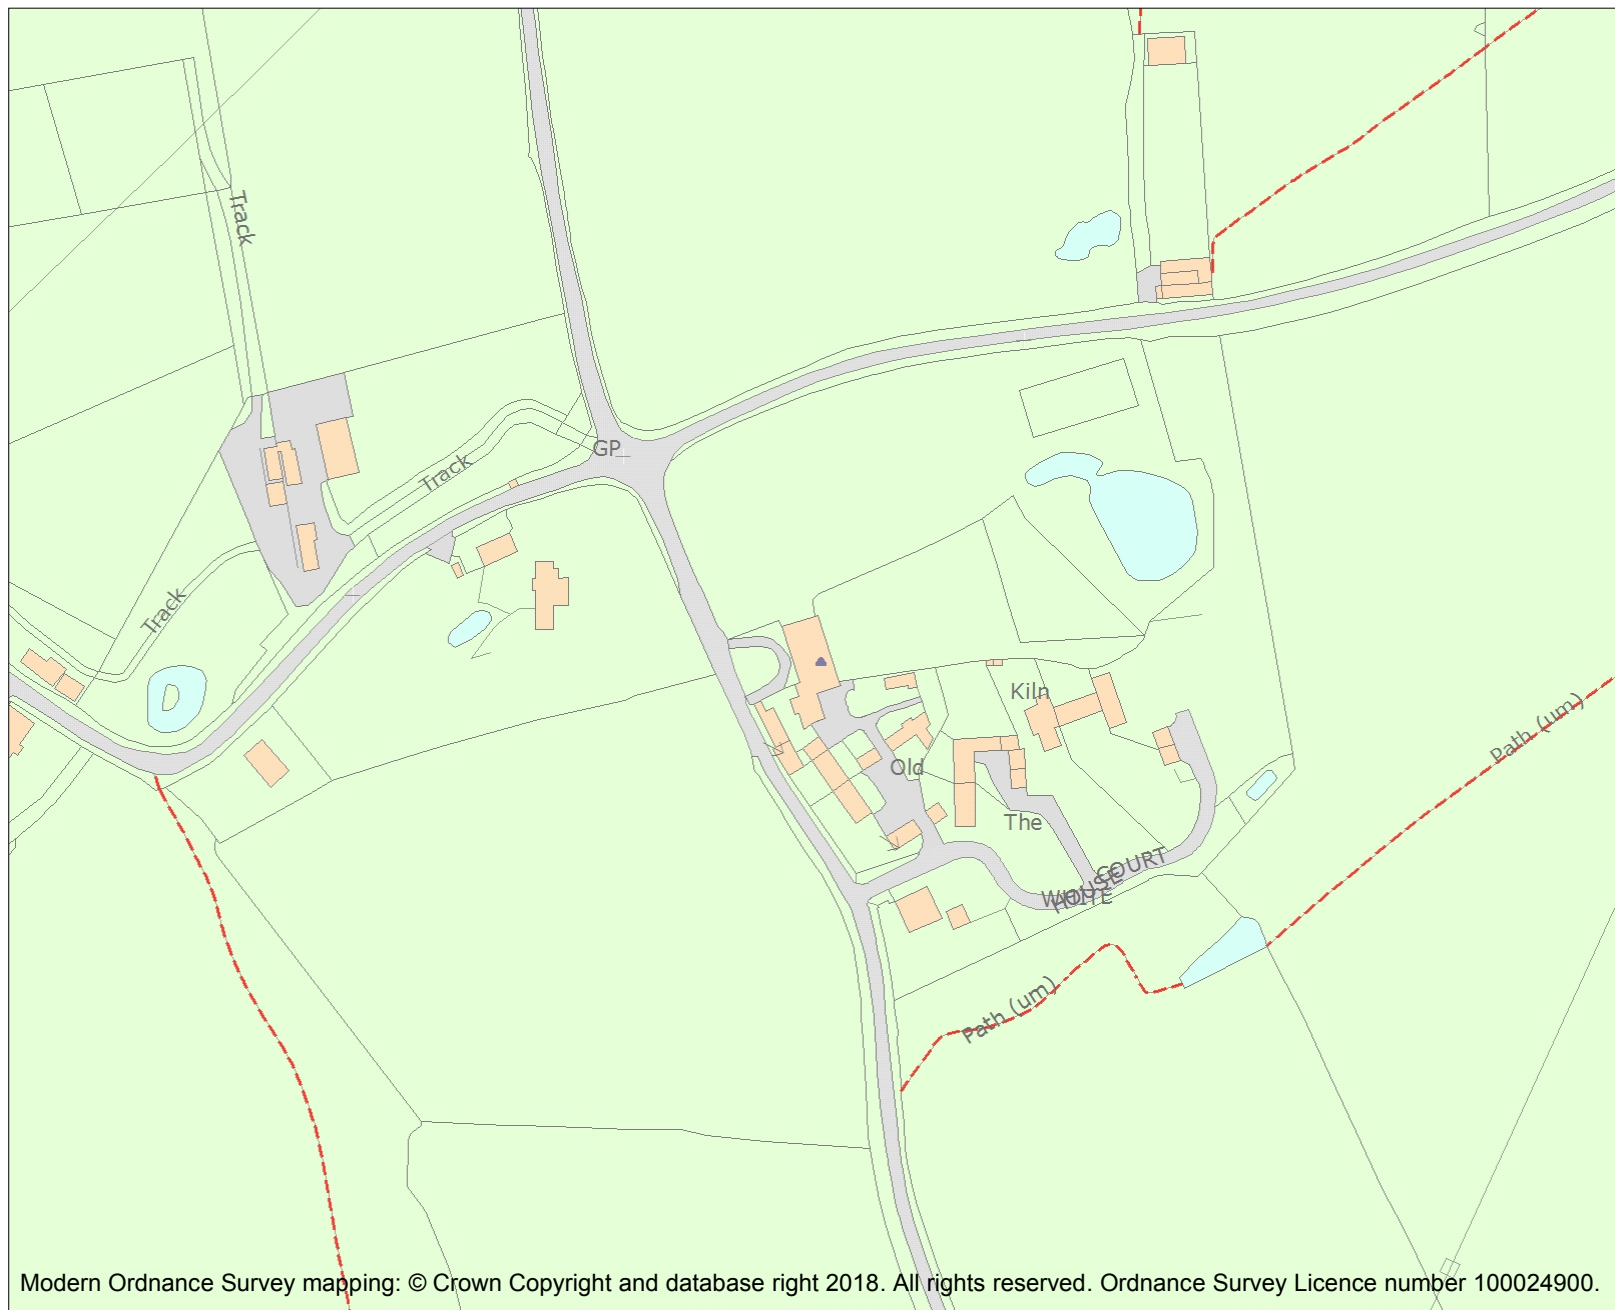 Track
GP
Track
Track
Kiln
Path (um)
Old
The
COURT
HOUSE
WHITE
Path (um)
Modern Ordnance Survey mapping: © Crown Copyright and database right 2018. All rights reserved. Ordnance Survey Licence number 100024900.